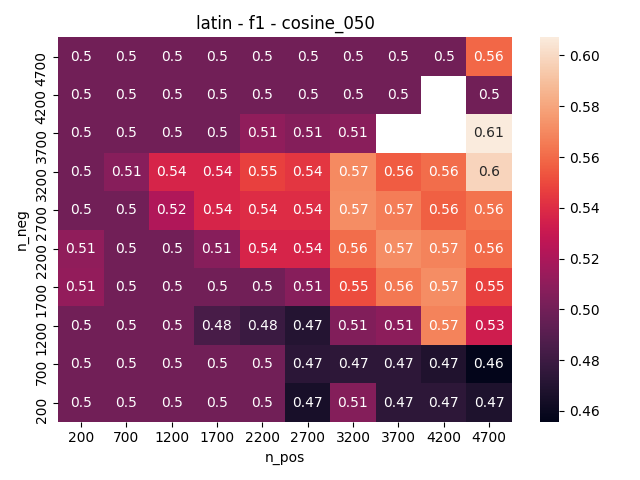 latin - f1 - cosine_050
4700 0.5 0.5 0.5 0.5 0.5 0.5 0.5 0.5 0.5 0.56
4200 0.5 0.5 0.5 0.5 0.5 0.5 0.5 0.5 0.5
3700 0.5 0.5 0.5 0.5 0.51 0.51 0.51 0.61
3200 0.5 0.51 0.54 0.54 0.55 0.54 0.57 0.56 0.56 0.6
2700 0.5 0.5 0.52 0.54 0.54 0.54 0.57 0.57 0.56 0.56
2200 0.51 0.5 0.5 0.51 0.54 0.54 0.56 0.57 0.57 0.56
1700 0.51 0.5 0.5 0.5 0.5 0.51 0.55 0.56 0.57 0.55
1200 0.5 0.5 0.5 0.48 0.48 0.47 0.51 0.51 0.57 0.53
700 0.5 0.5 0.5 0.5 0.5 0.47 0.47 0.47 0.47 0.46
200 0.5 0.5 0.5 0.5 0.5 0.47 0.51 0.47 0.47 0.47
200 700 1200 1700 2200 2700 3200 3700 4200 4700
n_pos
n_neg
0.60
0.58
0.56
0.54
0.52
0.50
0.48
0.46